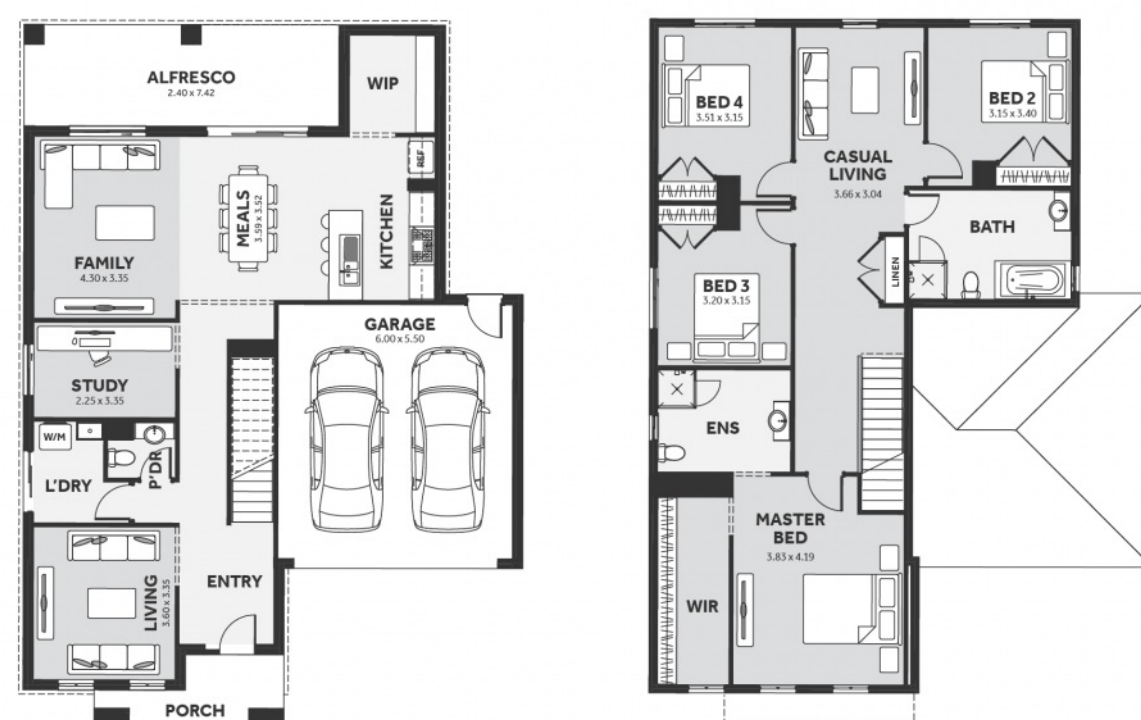 ALFRESCO
2.40 x 7.42
WIP
REF
MEALS
3.59 x 3.52
KITCHEN
FAMILY
4.30 x 3.35
GARAGE
6.00 x 5.50
STUDY
2.25 x 3.35
W/M
L'DRY
P'DR
LIVING
3.60 x 3.35
ENTRY
PORCH
BED 4
3.51 x 3.15
BED 2
3.15 x 3.40
CASUAL
LIVING
3.66 x 3.04
BATH
LINEN
BED 3
3.20 x 3.15
ENS
MASTER
BED
3.83 x 4.19
WIR